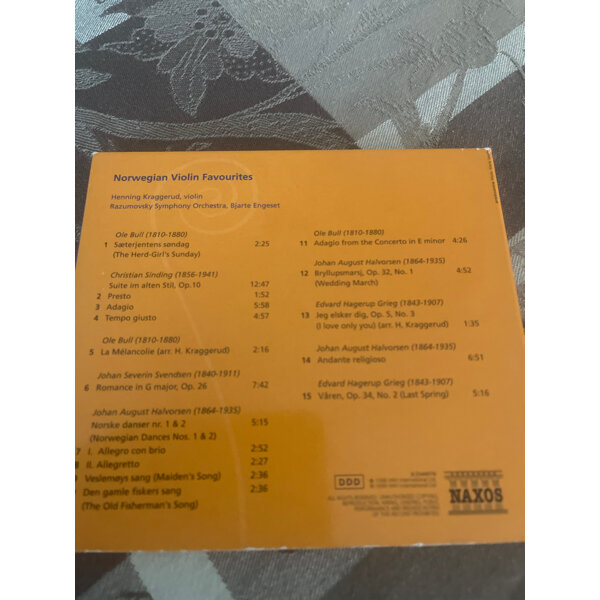 Norwegian Violin Favourites
Henning Kraggerud, violin
Razumovsky Symphony Orchestra, Bjarte Engeset
Ole Bull (1810-1880)
1 Sæterjentens søndag 2:25
(The Herd-Girl's Sunday)
Christian Sinding (1856-1941)
Suite im alten Stil, Op.10 12:47
2 Presto 1:52
3 Adagio 5:58
4 Tempo giusto 4:57
Ole Bull (1810-1880)
5 La Mélancolie (arr. H. Kraggerud) 2:16
Johan Severin Svendsen (1840-1911)
6 Romance in G major, Op. 26 7:42
Johan August Halvorsen (1864-1935)
Norske danser nr. 1 & 2 5:15
(Norwegian Dances Nos. 1 & 2)
7 I. Allegro con brio 2:52
8 II. Allegretto 2:27
Veslemøys sang (Maiden's Song) 2:36
Den gamle fiskers sang 2:36
(The Old Fisherman's Song)
Ole Bull (1810-1880)
11 Adagio from the Concerto in E minor 4:26
Johan August Halvorsen (1864-1935)
12 Bryllupsmarsj, Op. 32, No. 1 4:52
(Wedding March)
Edvard Hagerup Grieg (1843-1907)
13 Jeg elsker dig, Op. 5, No. 3
(I love only you) (arr. H. Kraggerud) 1:35
Johan August Halvorsen (1864-1935)
14 Andante religioso 6:51
Edvard Hagerup Grieg (1843-1907)
15 Våren, Op. 34, No. 2 (Last Spring) 5:16
DDD
NAXOS